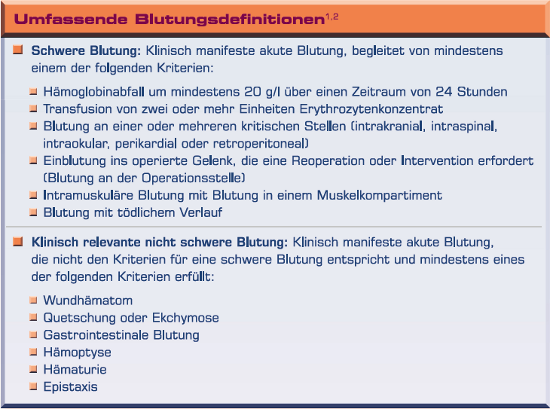 Umfassende Blutungsdefinitionen1,2
Schwere Blutung: Klinisch manifeste akute Blutung, begleitet von mindestens
einem der folgenden Kriterien:
Hämoglobinabfall um mindestens 20 g/l über einen Zeitraum von 24 Stunden
Transfusion von zwei oder mehr Einheiten Erythrozytenkonzentrat
Blutung an einer oder mehreren kritischen Stellen (intrakranial, intraspinal,
intraokular, perikardial oder retroperitoneal)
Einblutung ins operierte Gelenk, die eine Reoperation oder Intervention erfordert
(Blutung an der Operationsstelle)
Intramuskuläre Blutung mit Blutung in einem Muskelkompartiment
Blutung mit tödlichem Verlauf
Klinisch relevante nicht schwere Blutung: Klinisch manifeste akute Blutung,
die nicht den Kriterien für eine schwere Blutung entspricht und mindestens eines
der folgenden Kriterien erfüllt:
Wundhämatom
Quetschung oder Ekchymose
Gastrointestinale Blutung
Hämoptyse
Hämaturie
Epistaxis